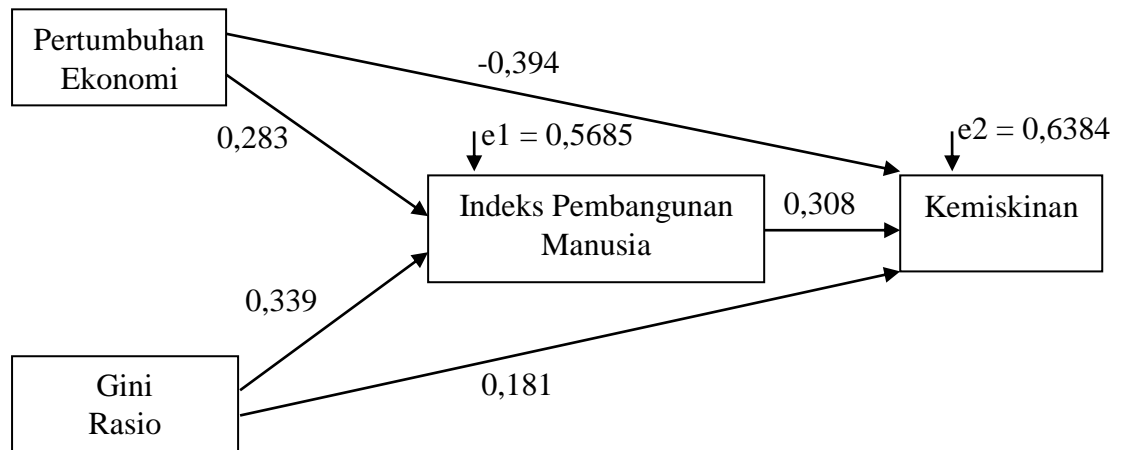 Pertumbuhan
Ekonomi
-0,394
0,283
e1 = 0,5685
e2 = 0,6384
Indeks Pembangunan
Manusia
0,308
Kemiskinan
0,339
0,181
Gini
Rasio